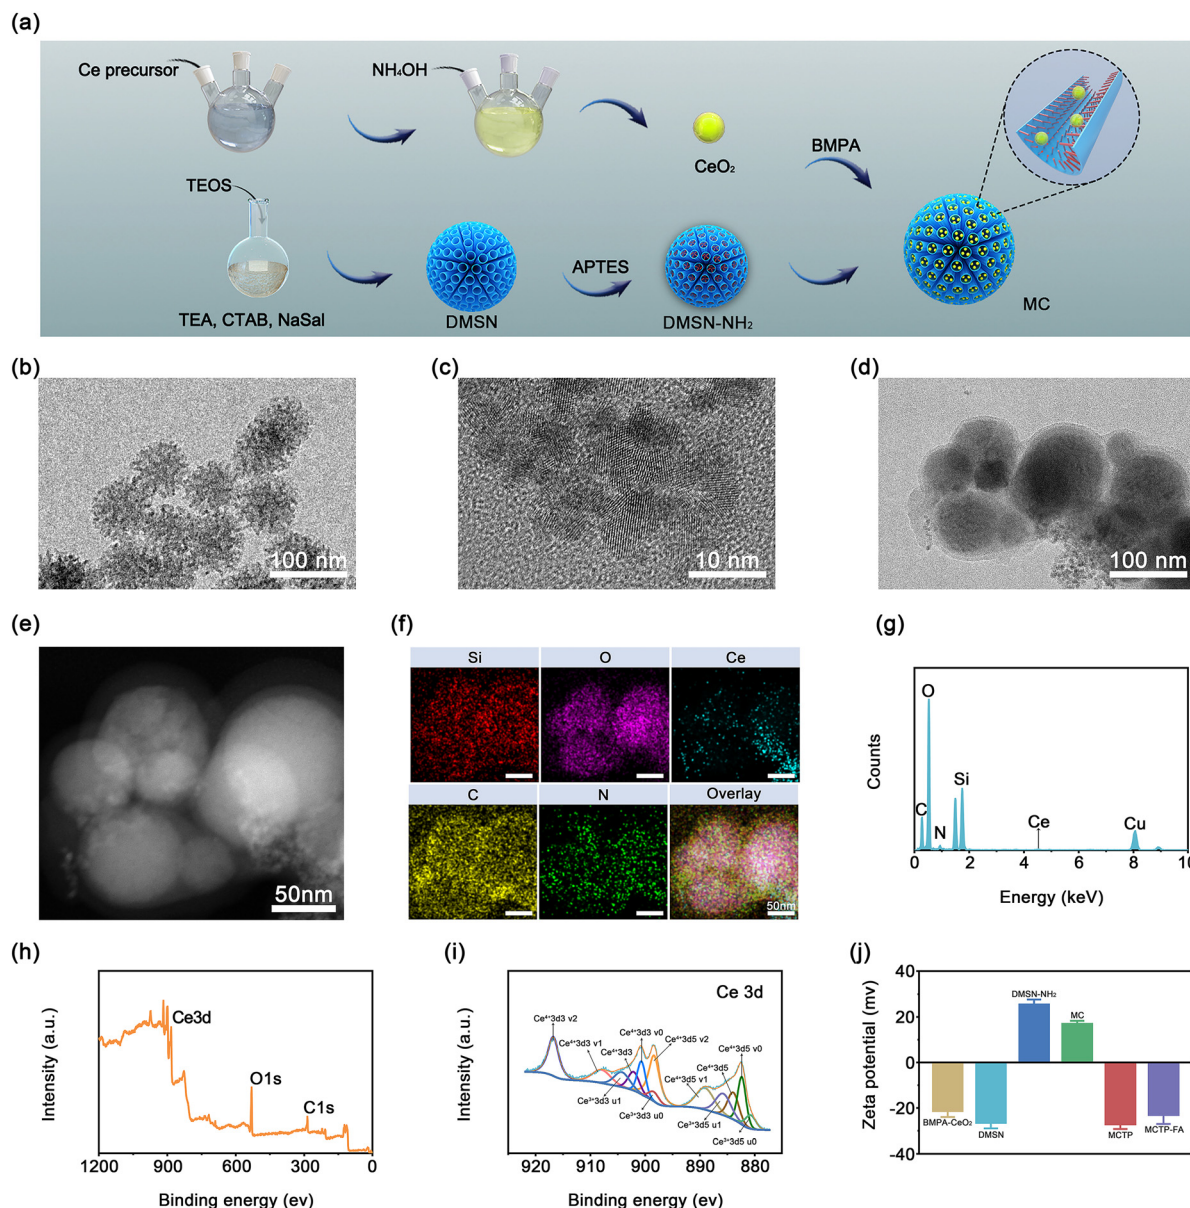 (a)
Ce precursor
NH₄OH
CeO₂
BMPA
TEOS
TEA, CTAB, NaSal
DMSN
APTES
DMSN-NH₂
MC
(b)
100 nm
(c)
10 nm
(d)
100 nm
(e)
50nm
(f)
Si
O
Ce
C
N
Overlay
50nm
(g)
Counts
O
C
N
Si
Ce
Cu
0 2 4 6 8 10
Energy (keV)
(h)
Intensity (a.u.)
Ce3d
O1s
C1s
1200 900 600 300 0
Binding energy (ev)
(i)
Intensity (a.u.)
Ce 3d
Ce⁴⁺3d3 v2
Ce⁴⁺3d3 v1
Ce⁴⁺3d3
Ce⁴⁺3d3 v0
Ce⁴⁺3d5 v2
Ce⁴⁺3d5 v1
Ce⁴⁺3d5
Ce⁴⁺3d5 v0
Ce³⁺3d3 u1
Ce³⁺3d3 u0
Ce³⁺3d5 u1
Ce³⁺3d5 u0
920 910 900 890 880
Binding energy (ev)
(j)
Zeta potential (mv)
40
20
0
-20
-40
BMPA-CeO₂
DMSN
DMSN-NH₂
MC
MCTP
MCTP-FA